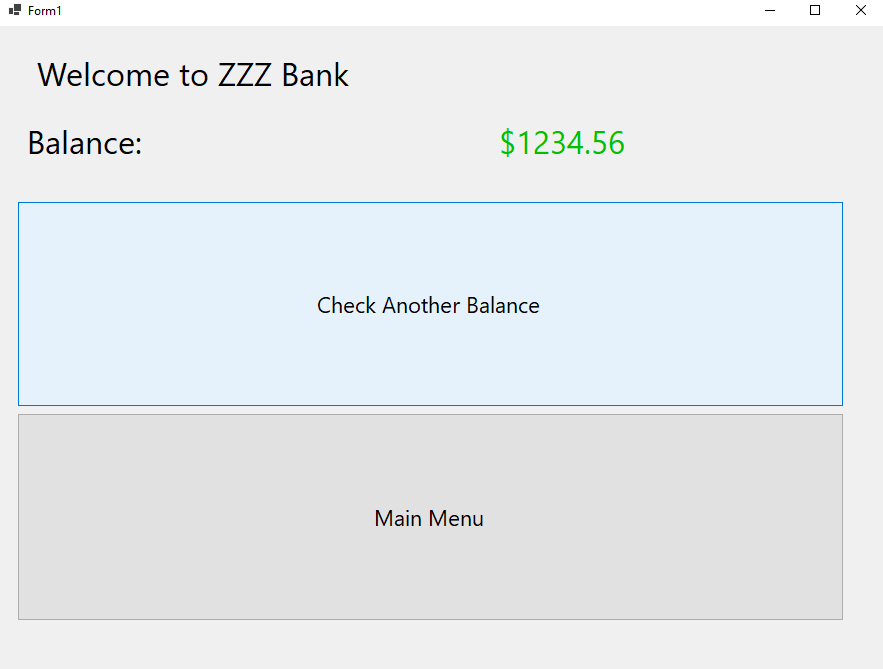 Form1
Welcome to ZZZ Bank
Balance: $1234.56
Check Another Balance
Main Menu